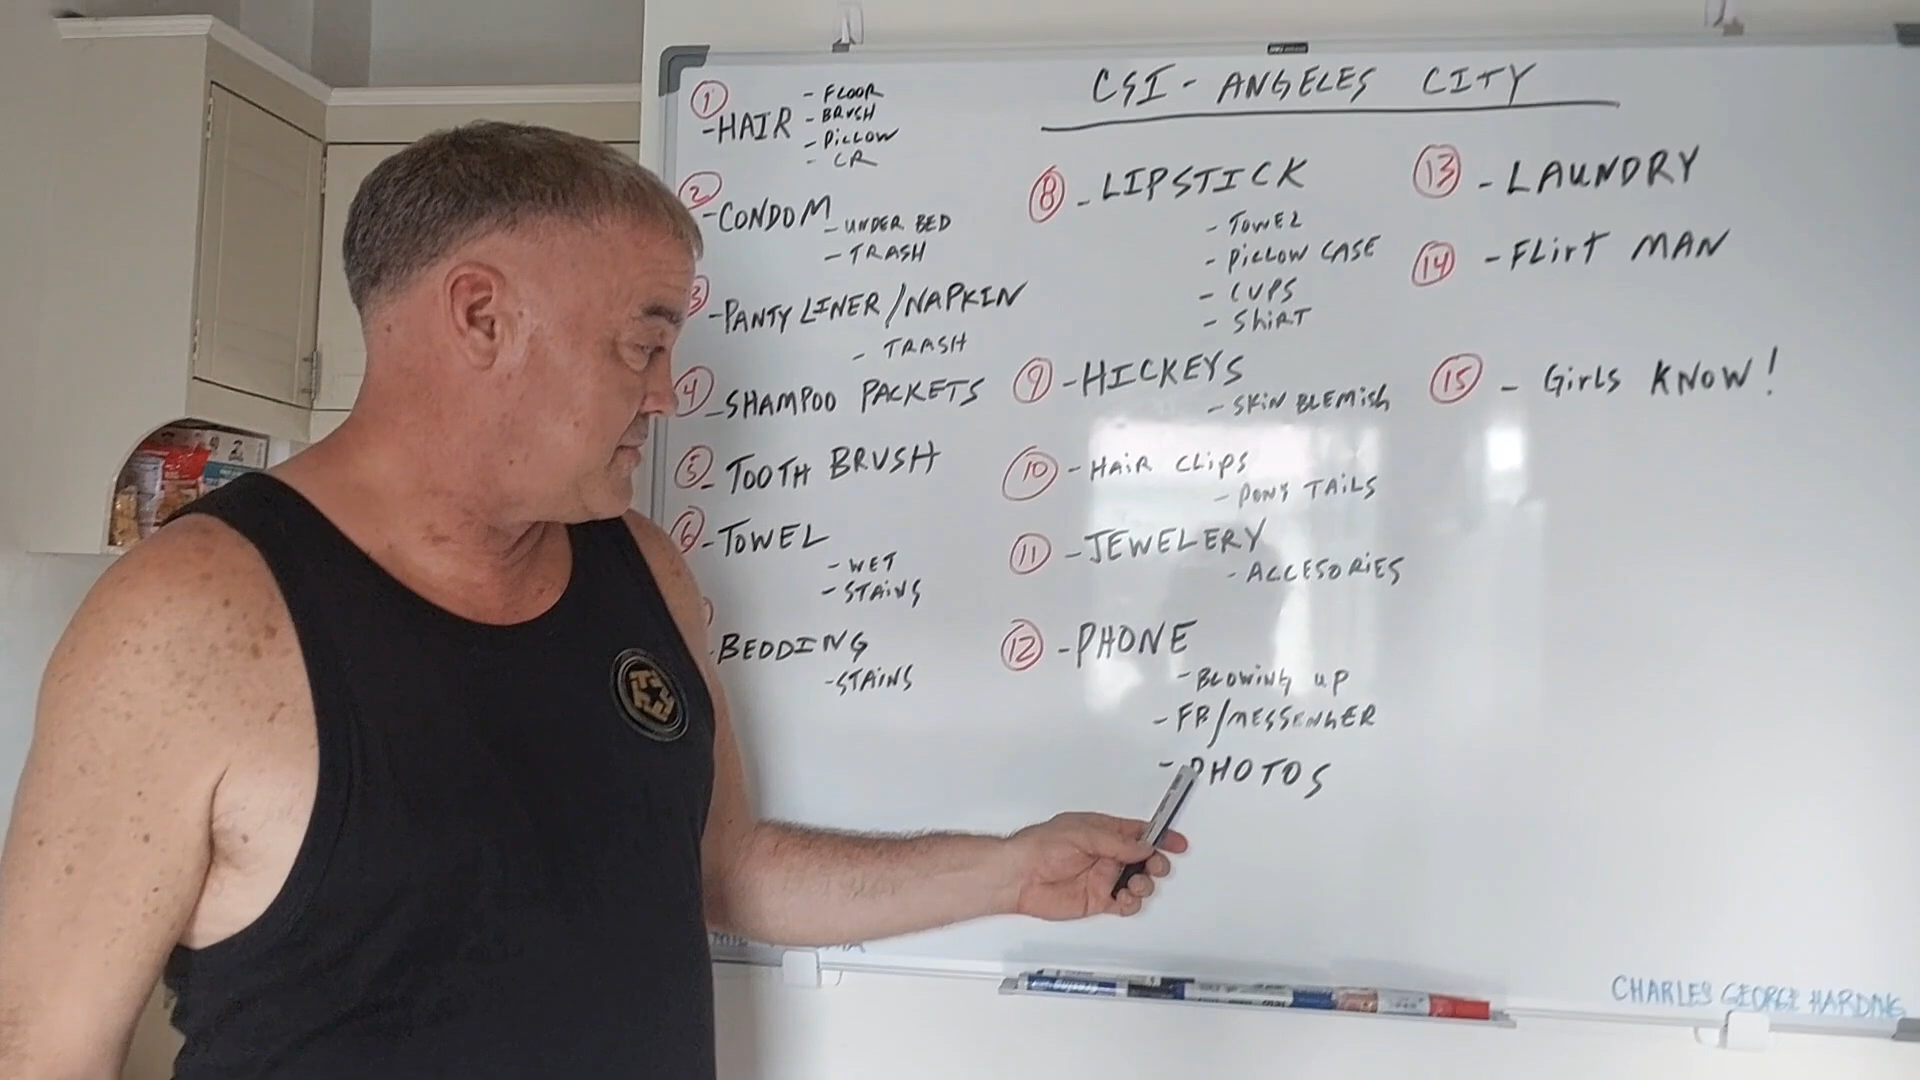 CSI - ANGELES CITY
1
- HAIR
- FLOOR
- BRUSH
- PILLOW
- CR
2
- CONDOM
- UNDER BED
- TRASH
3
- PANTY LINER/NAPKIN
- TRASH
4
- SHAMPOO PACKETS
5
- TOOTH BRUSH
6
- TOWEL
- WET
- STAINS
BEDDING
- STAINS
8 - LIPSTICK
- TOWEL
- PILLOW CASE
- CUPS
- SHIRT
9 - HICKEYS
- SKIN BLEMISH
10 - HAIR CLIPS
- PONY TAILS
11 - JEWELERY
- ACCESORIES
12 - PHONE
- BLOWING UP
- FB/MESSENGER
- PHOTOS
13 - LAUNDRY
14 - FLIRT MAN
15 - GIRLS KNOW!
CHARLES GEORGE HARDING